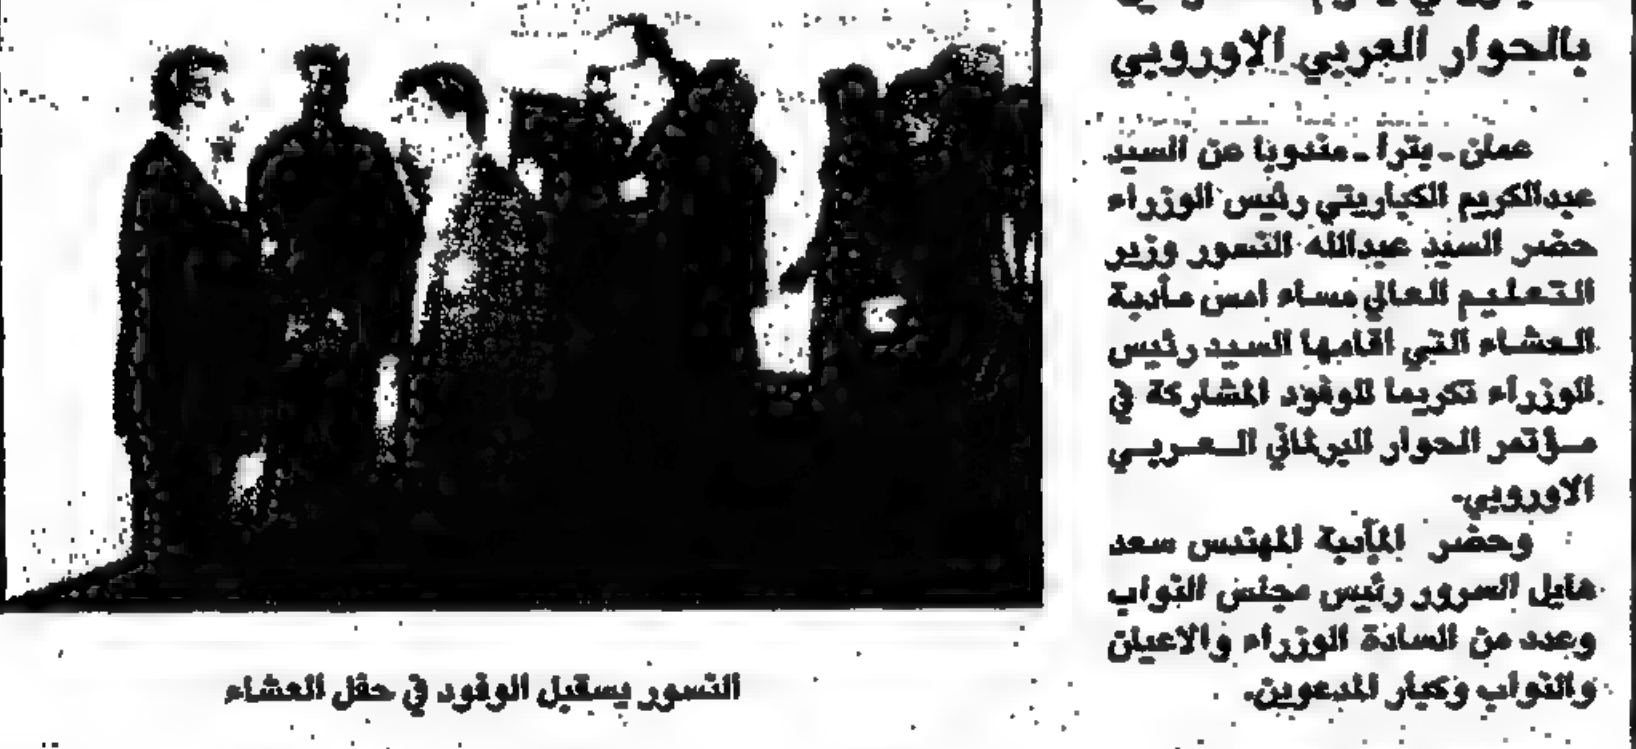 بالحوار العربي الاوروبي
عمان ـ بترا ـ مندوبا عن السيد
عبدالكريم الكباريتي رئيس الوزراء
حضر السيد عبدالله النسور وزير
التعليم العالي مساء امس مأدبة
العشاء التي اقامها السيد رئيس
الوزراء تكريما للوفود المشاركة في
مؤتمر الحوار البرلماني العربي
الاوروبي.
وحضر المأدبة المهندس سعد
هايل السرور رئيس مجلس النواب
وعدد من السادة الوزراء والاعيان
والنواب وكبار المدعوين.
النسور يستقبل الوفود في حفل العشاء